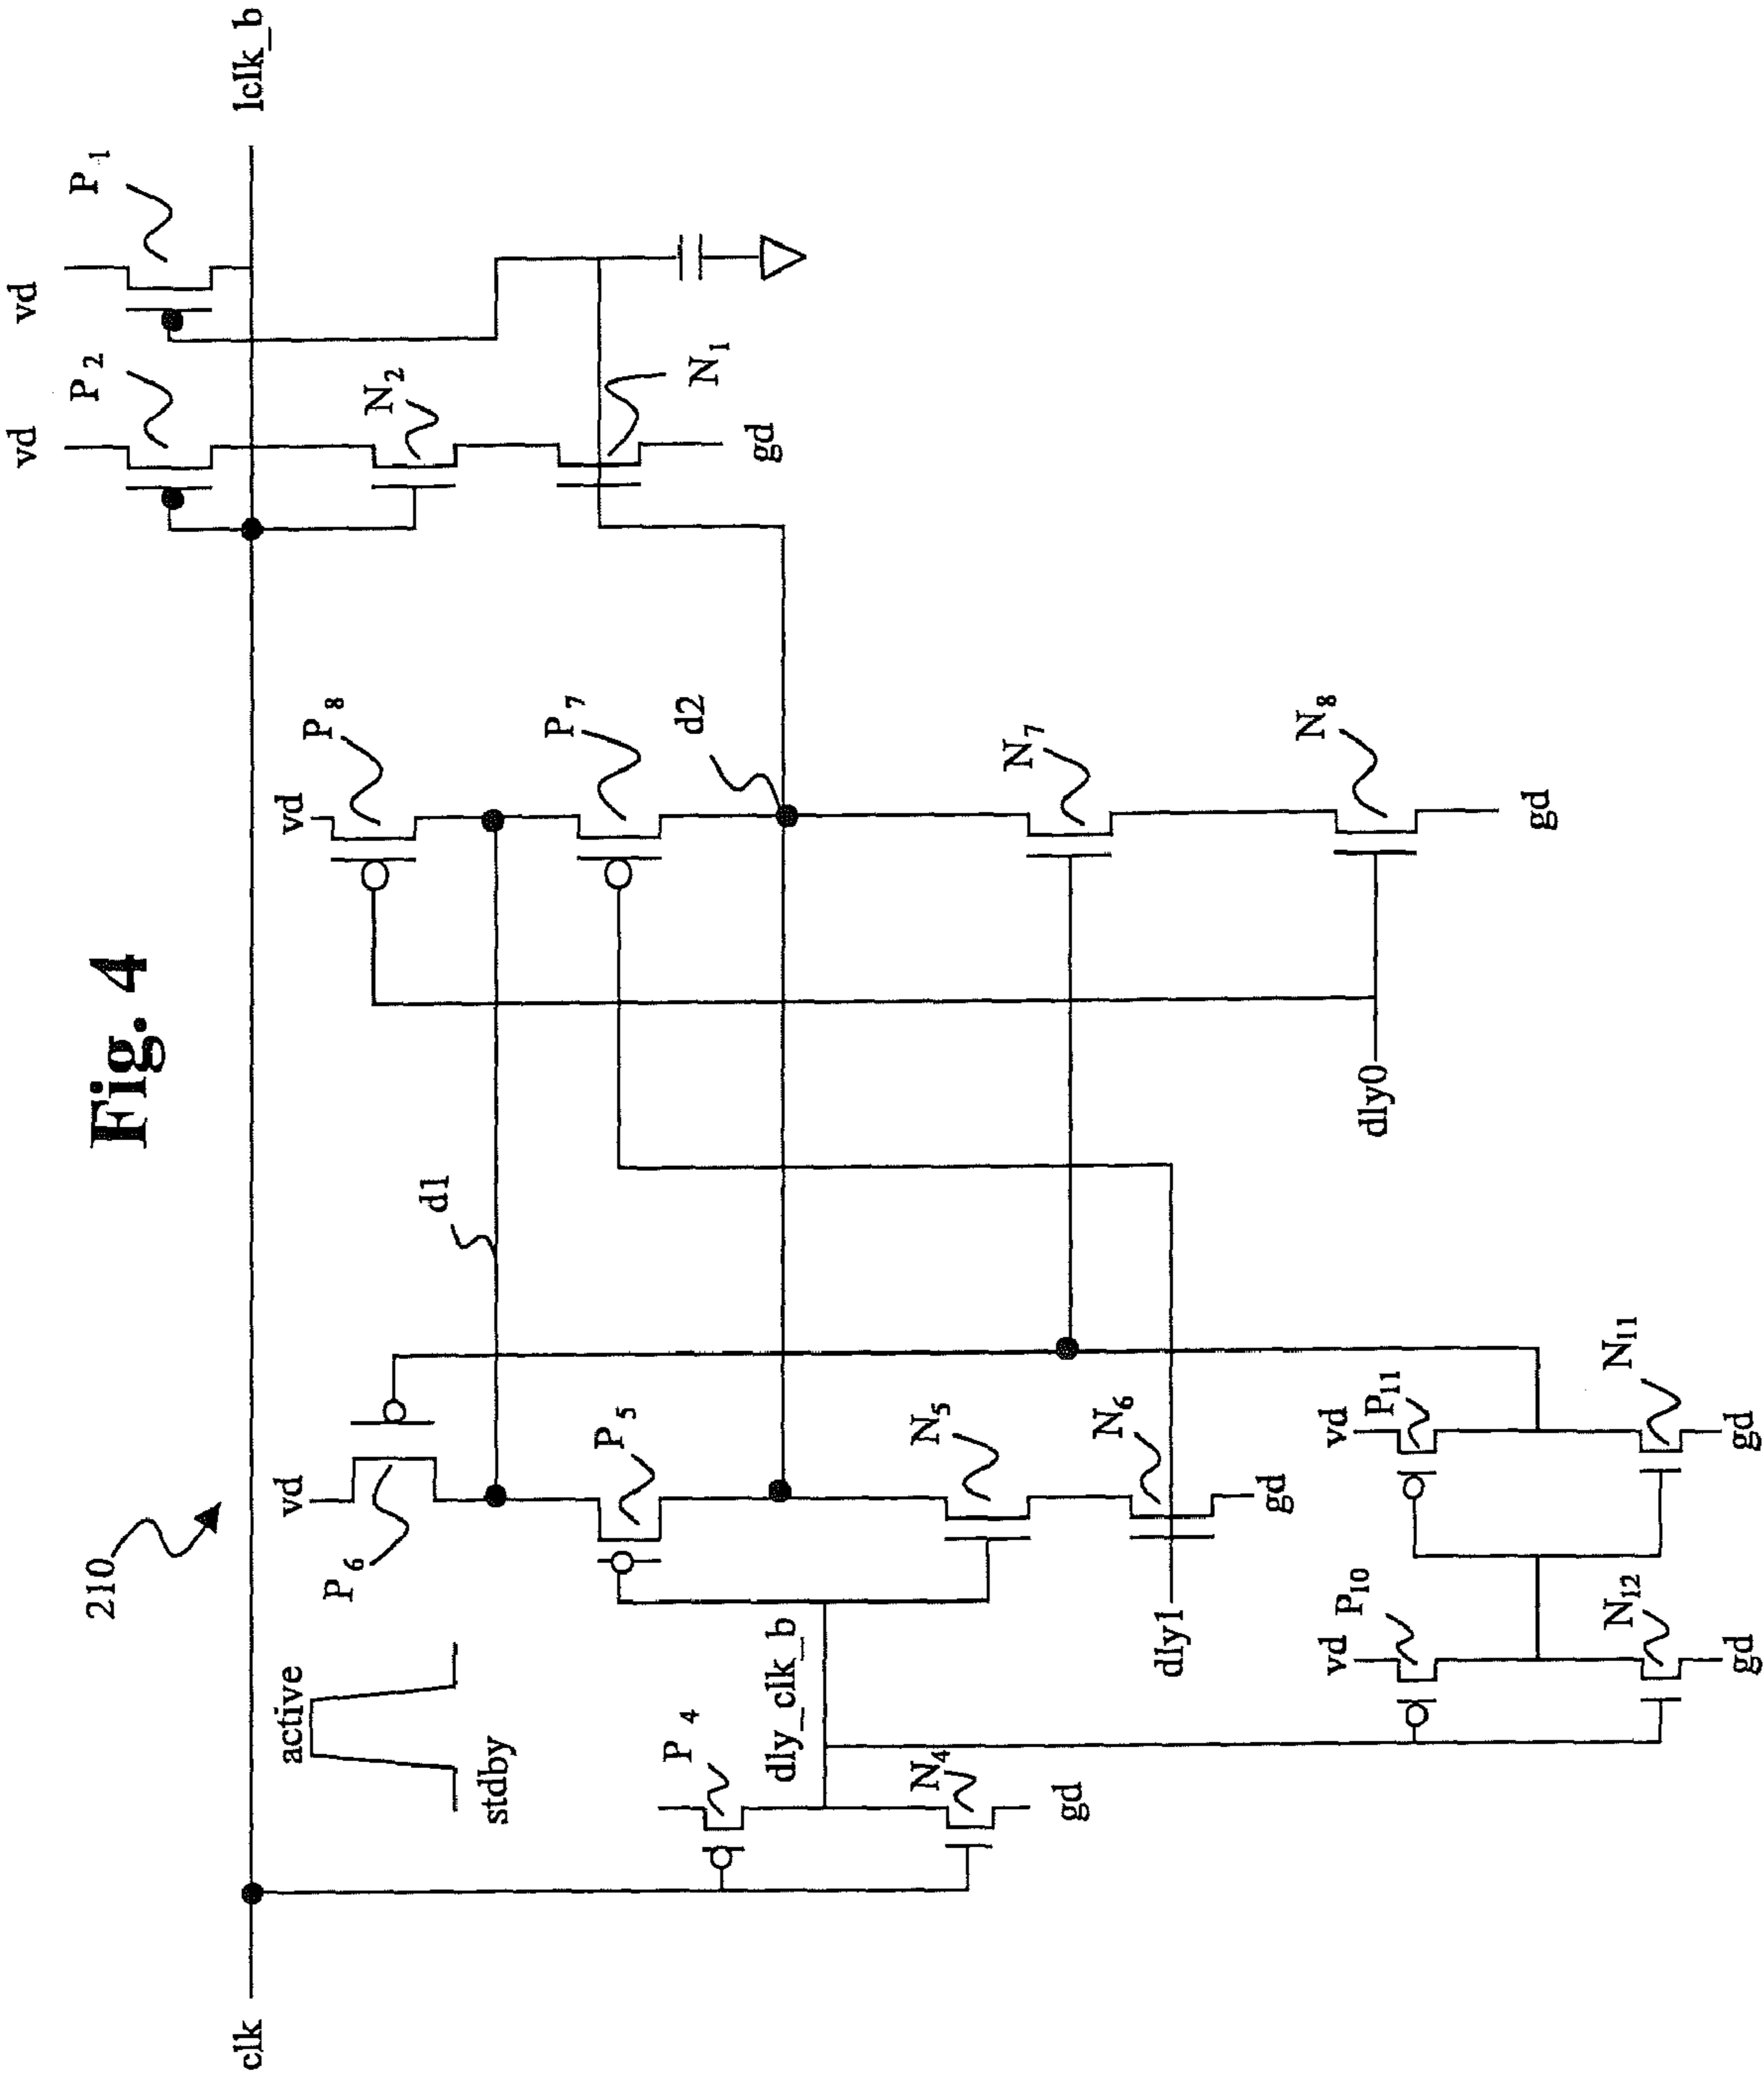 Fig. 4
210
clk
lclk_b
active
stdby
vd
P2
vd
P1
N2
N1
gd
vd
P6
d1
P5
N5
N6
gd
dly1
vd
P8
P7
d2
N7
N8
gd
dly0
P4
dly_clk_b
N4
gd
vd
P10
N12
gd
vd
P11
N11
gd